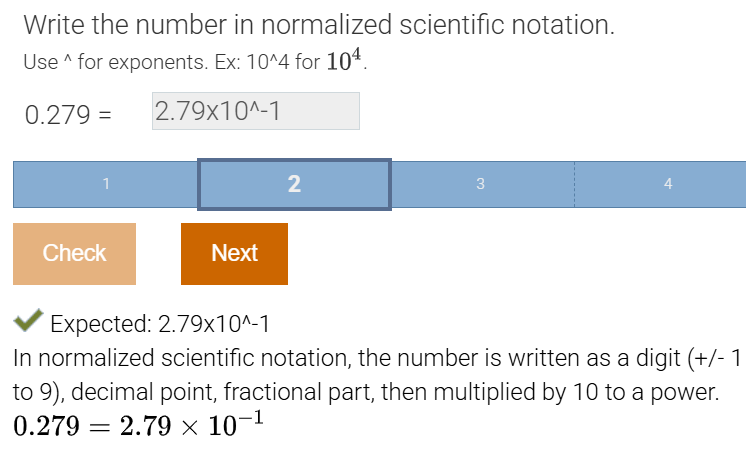 Write the number in normalized scientific notation.
Use ^ for exponents. Ex: 10^4 for 10⁴.
0.279 = 2.79x10^-1
1 2 3 4
Check Next
Expected: 2.79x10^-1
In normalized scientific notation, the number is written as a digit (+/- 1
to 9), decimal point, fractional part, then multiplied by 10 to a power.
0.279 = 2.79 × 10⁻¹